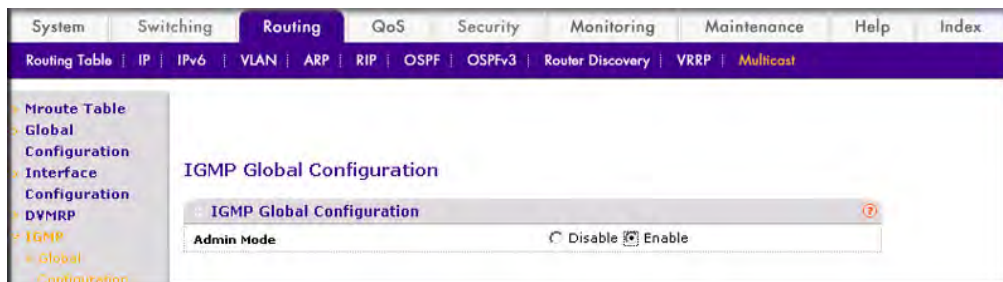 System Switching Routing QoS Security Monitoring Maintenance Help Index
Routing Table | IP | IPv6 | VLAN | ARP | RIP | OSPF | OSPFv3 | Router Discovery | VRRP | Multicast
Mroute Table
Global
Configuration
Interface
Configuration
DVMRP
IGMP
Global
Configuration
IGMP Global Configuration
IGMP Global Configuration
Admin Mode Disable Enable